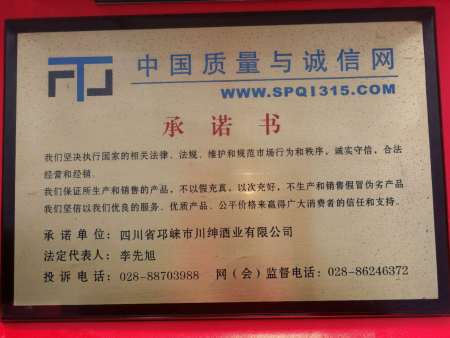 中国质量与诚信网
WWW.SPQI315.COM
承诺书
我们坚决执行国家的相关法律、法规、维护和规范市场行为和秩序，诚实守信，合法
经营和经销。
我们保证所生产和销售的产品，不以假充真，以次充好，不生产和销售假冒伪劣产品
我们坚信以我们优良的服务、优质产品、公平价格来赢得广大消费者的信任和支持。
承诺单位：四川省邛崃市川绅酒业有限公司
法定代表人：李先旭
投诉电话：028-88703988 网（会）监督电话：028-86246372